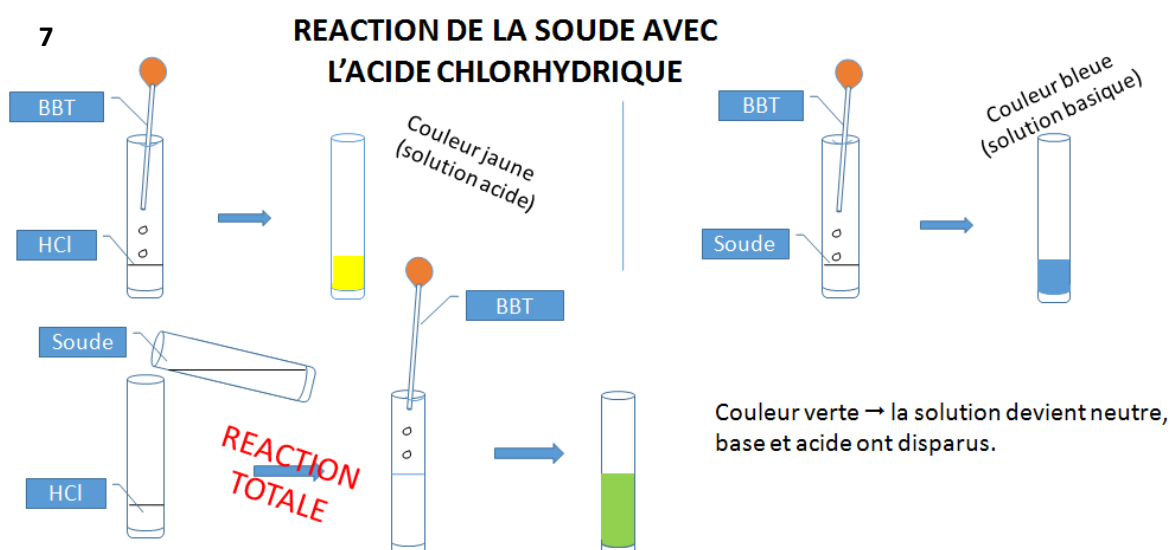 7
REACTION DE LA SOUDE AVEC
L'ACIDE CHLORHYDRIQUE
BBT
HCl
Couleur jaune
(solution acide)
BBT
Soude
Couleur bleue
(solution basique)
Soude
HCl
REACTION
TOTALE
BBT
Couleur verte → la solution devient neutre,
base et acide ont disparus.